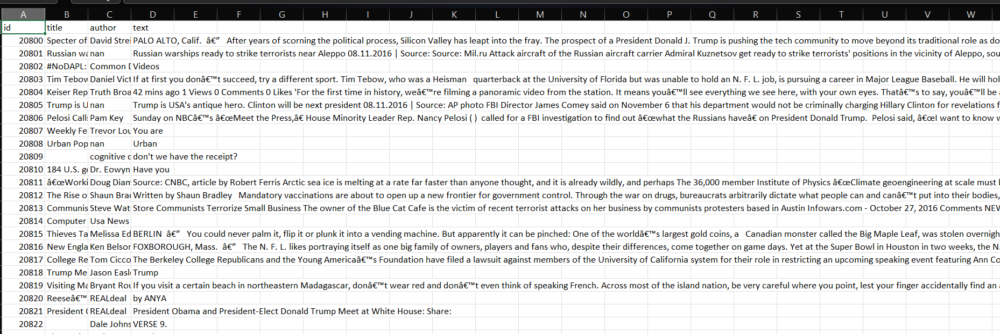 A B C D E F G H I J K L M N O P Q R S T U V W
id title author text
20800 Specter of David Strei PALO ALTO, Calif.  â€”   After years of scorning the political process, Silicon Valley has leapt into the fray. The prospect of a President Donald J. Trump is pushing the tech community to move beyond its traditional role as do
20801 Russian wa nan Russian warships ready to strike terrorists near Aleppo 08.11.2016 | Source: Source: Mil.ru Attack aircraft of the Russian aircraft carrier Admiral Kuznetsov get ready to strike terrorists' positions in the vicinity of Aleppo, sou
20802 #NoDAPL: Common D Videos
20803 Tim Tebow Daniel Vict If at first you donâ€™t succeed, try a different sport. Tim Tebow, who was a Heisman   quarterback at the University of Florida but was unable to hold an N. F. L. job, is pursuing a career in Major League Baseball. He will hol
20804 Keiser Rep Truth Broa 42 mins ago 1 Views 0 Comments 0 Likes 'For the first time in history, weâ€™re filming a panoramic video from the station. It means youâ€™ll see everything we see here, with your own eyes. Thatâ€™s to say, youâ€™ll be
20805 Trump is U nan Trump is USA's antique hero. Clinton will be next president 08.11.2016 | Source: AP photo FBI Director James Comey said on November 6 that his department would not be criminally charging Hillary Clinton for revelations f
20806 Pelosi Calls Pam Key Sunday on NBCâ€™s â€œMeet the Press,â€ House Minority Leader Rep. Nancy Pelosi ( )  called for a FBI investigation to find out â€œwhat the Russians haveâ€ on President Donald Trump.  Pelosi said, â€œI want to know w
20807 Weekly Fe Trevor Lou You are
20808 Urban Pop nan Urban
20809 cognitive d don't we have the receipt?
20810 184 U.S. ge Dr. Eowyn Have you
20811 â€œWorki Doug Diam Source: CNBC, article by Robert Ferris Arctic sea ice is melting at a rate far faster than anyone thought, and it is already wildly, and perhaps The 36,000 member Institute of Physics â€œClimate geoengineering at scale must
20812 The Rise o Shaun Brad Written by Shaun Bradley   Mandatory vaccinations are about to open up a new frontier for government control. Through the war on drugs, bureaucrats arbitrarily dictate what people can and canâ€™t put into their bodies,
20813 Communis Steve Wat Store Communists Terrorize Small Business The owner of the Blue Cat Cafe is the victim of recent terrorist attacks on her business by communists protesters based in Austin Infowars.com - October 27, 2016 Comments NEW
20814 Computer Usa News
20815 Thieves Ta Melissa Ed BERLIN  â€”   You could never palm it, flip it or plunk it into a vending machine. But apparently it can be pinched: One of the worldâ€™s largest gold coins, a   Canadian monster called the Big Maple Leaf, was stolen overnigh
20816 New Engla Ken Belsor FOXBOROUGH, Mass.  â€”   The N. F. L. likes portraying itself as one big family of owners, players and fans who, despite their differences, come together on game days. Yet at the Super Bowl in Houston in two weeks, the N.
20817 College Re Tom Cicco The Berkeley College Republicans and the Young Americaâ€™s Foundation have filed a lawsuit against members of the University of California system for their role in restricting an upcoming speaking event featuring Ann Co
20818 Trump Me Jason Easl Trump
20819 Visiting Ma Bryant Rou If you visit a certain beach in northeastern Madagascar, donâ€™t wear red and donâ€™t even think of speaking French. Across most of the island nation, be very careful where you point, lest your finger accidentally find an
20820 Reeseâ€™ REALdeal by ANYA
20821 President REALdeal President Obama and President-Elect Donald Trump Meet at White House: Share:
20822 Dale Johns VERSE 9.